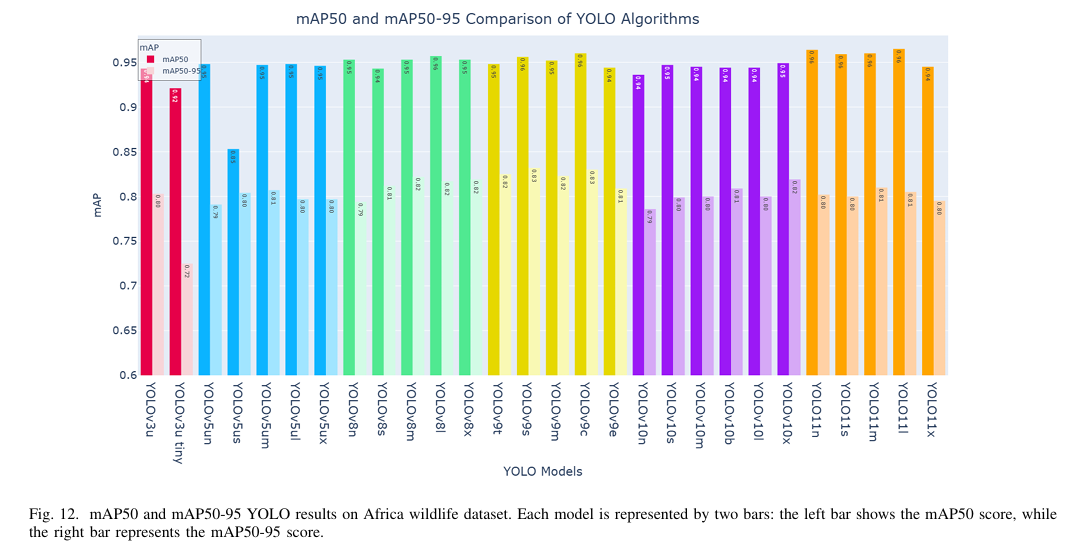 mAP50 and mAP50-95 Comparison of YOLO Algorithms
mAP
mAP50
mAP50-95
0.95
0.9
0.85
0.8
0.75
0.7
0.65
0.6
mAP
0.80
0.92
0.72
0.95
0.79
0.85
0.80
0.95
0.81
0.95
0.80
0.95
0.80
0.95
0.79
0.94
0.81
0.95
0.82
0.96
0.82
0.95
0.82
0.95
0.82
0.96
0.83
0.95
0.82
0.96
0.83
0.94
0.81
0.94
0.79
0.95
0.80
0.94
0.80
0.94
0.81
0.94
0.80
0.95
0.82
0.96
0.80
0.96
0.80
0.96
0.81
0.96
0.81
0.94
0.80
YOLOv3u
YOLOv3u tiny
YOLOv5un
YOLOv5us
YOLOv5um
YOLOv5ul
YOLOv5ux
YOLOv8n
YOLOv8s
YOLOv8m
YOLOv8l
YOLOv8x
YOLOv9t
YOLOv9s
YOLOv9m
YOLOv9c
YOLOv9e
YOLOv10n
YOLOv10s
YOLOv10m
YOLOv10b
YOLOv10l
YOLOv10x
YOLO11n
YOLO11s
YOLO11m
YOLO11l
YOLO11x
YOLO Models
Fig. 12. mAP50 and mAP50-95 YOLO results on Africa wildlife dataset. Each model is represented by two bars: the left bar shows the mAP50 score, while
the right bar represents the mAP50-95 score.